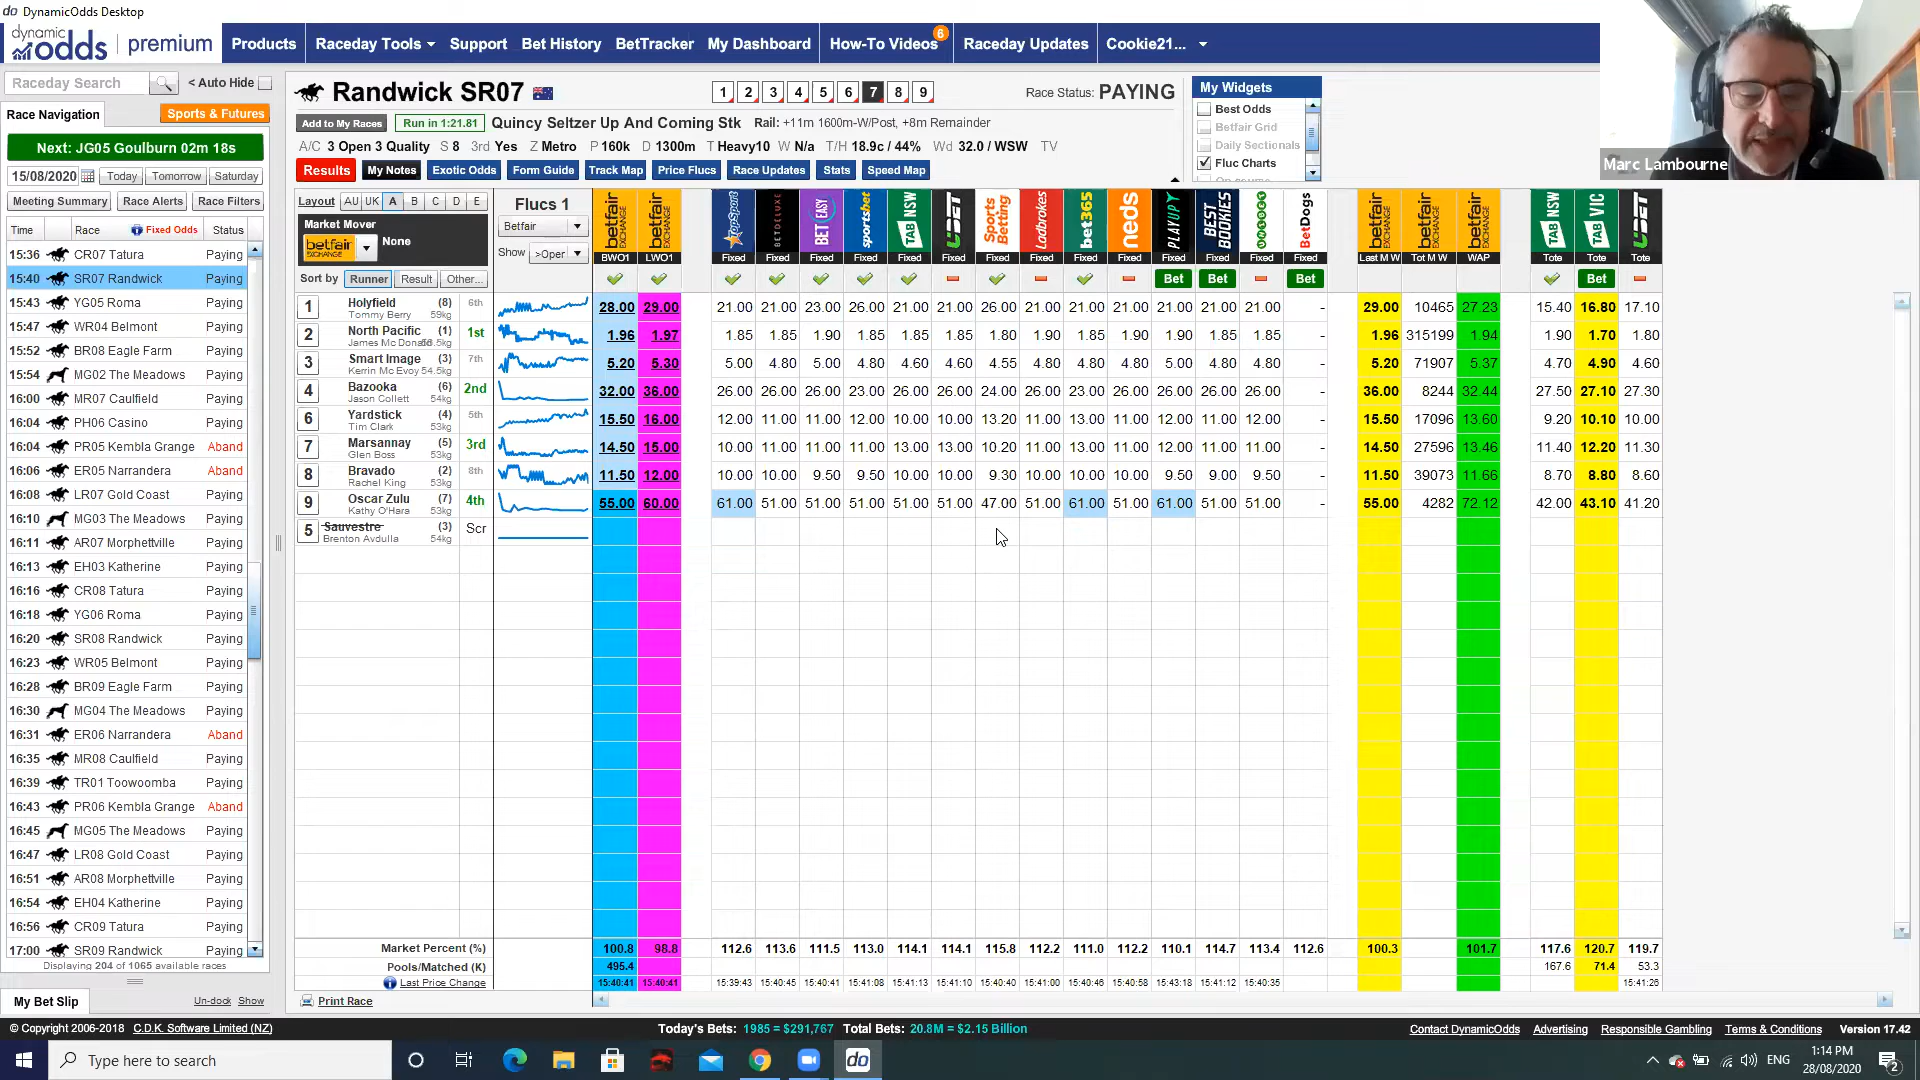 DynamicOdds Desktop
dynamic odds premium
Products Raceday Tools Support Bet History BetTracker My Dashboard How-To Videos 6 Raceday Updates Cookie21...
Raceday Search < Auto Hide
Race Navigation Sports & Futures
Next: JG05 Goulburn 02m 18s
15/08/2020 Today Tomorrow Saturday
Meeting Summary Race Alerts Race Filters
Time Race Fixed Odds Status
15:36 CR07 Tatura Paying
15:40 SR07 Randwick Paying
15:43 YG05 Roma Paying
15:47 WR04 Belmont Paying
15:52 BR08 Eagle Farm Paying
15:54 MG02 The Meadows Paying
16:00 MR07 Caulfield Paying
16:04 PH06 Casino Paying
16:04 PR05 Kembla Grange Aband
16:06 ER05 Narrandera Aband
16:08 LR07 Gold Coast Paying
16:10 MG03 The Meadows Paying
16:11 AR07 Morphettville Paying
16:13 EH03 Katherine Paying
16:16 CR08 Tatura Paying
16:18 YG06 Roma Paying
16:20 SR08 Randwick Paying
16:23 WR05 Belmont Paying
16:28 BR09 Eagle Farm Paying
16:30 MG04 The Meadows Paying
16:31 ER06 Narrandera Aband
16:35 MR08 Caulfield Paying
16:39 TR01 Toowoomba Paying
16:43 PR06 Kembla Grange Aband
16:45 MG05 The Meadows Paying
16:47 LR08 Gold Coast Paying
16:51 AR08 Morphettville Paying
16:54 EH04 Katherine Paying
16:56 CR09 Tatura Paying
17:00 SR09 Randwick Paying
Displaying 204 of 1065 available races
My Bet Slip Un-dock Show
Randwick SR07 1 2 3 4 5 6 7 8 9 Race Status: PAYING
Add to My Races Run in 1:21.81 Quincy Seltzer Up And Coming Stk Rail: +11m 1600m-W/Post, +8m Remainder
A/C 3 Open 3 Quality S 8 3rd Yes Z Metro P 160k D 1300m T Heavy10 W N/a T/H 18.9c / 44% Wd 32.0 / WSW TV
Results My Notes Exotic Odds Form Guide Track Map Price Flucs Race Updates Stats Speed Map
My Widgets
Best Odds
Betfair Grid
Daily Sectionals
Fluc Charts
Marc Lambourne
Layout AU UK A B C D E
Market Mover
betfair EXCHANGE None
Sort by Runner Result Other...
Flucs 1
Betfair
Show >Oper
betfair EXCHANGE betfair EXCHANGE TopSport BETDELUXE BETEASY sportsbet TAB NSW UBET Sports Betting Ladbrokes bet365 neds PLAYUP BEST BOOKIES BetDogs betfair EXCHANGE betfair EXCHANGE betfair EXCHANGE TAB NSW TAB VIC UBET
BWO1 LWO1 Fixed Fixed Fixed Fixed Fixed Fixed Fixed Fixed Fixed Fixed Fixed Fixed Fixed Fixed Last M W Tot M W WAP Tote Tote Tote
Bet Bet Bet Bet
1 Holyfield (8) 6th 28.00 29.00 21.00 21.00 23.00 26.00 21.00 21.00 26.00 21.00 21.00 21.00 21.00 21.00 21.00 - 29.00 10465 27.23 15.40 16.80 17.10
Tommy Berry 59kg
2 North Pacific (1) 1st 1.96 1.97 1.85 1.85 1.90 1.85 1.85 1.85 1.80 1.90 1.85 1.90 1.90 1.85 1.85 - 1.96 315199 1.94 1.90 1.70 1.80
3 Smart Image (3) 7th 5.20 5.30 5.00 4.80 5.00 4.80 4.60 4.60 4.55 4.80 4.80 4.80 5.00 4.80 4.80 - 5.20 71907 5.37 4.70 4.90 4.60
Kerrin Mc Evoy 54.5kg
4 Bazooka (6) 2nd 32.00 36.00 26.00 26.00 26.00 23.00 26.00 26.00 24.00 26.00 23.00 26.00 26.00 26.00 26.00 - 36.00 8244 32.44 27.50 27.10 27.30
Jason Collett 54kg
6 Yardstick (4) 5th 15.50 16.00 12.00 11.00 11.00 12.00 10.00 10.00 13.20 11.00 13.00 11.00 12.00 11.00 12.00 - 15.50 17096 13.60 9.20 10.10 10.00
Tim Clark 53kg
7 Marsannay (5) 3rd 14.50 15.00 10.00 11.00 11.00 11.00 13.00 13.00 10.20 11.00 10.00 11.00 12.00 11.00 11.00 - 14.50 27596 13.46 11.40 12.20 11.30
Glen Boss 53kg
8 Bravado (2) 8th 11.50 12.00 10.00 10.00 9.50 9.50 10.00 10.00 9.30 10.00 10.00 10.00 9.50 9.00 9.50 - 11.50 39073 11.66 8.70 8.80 8.60
Rachel King 53kg
9 Oscar Zulu (7) 4th 55.00 60.00 61.00 51.00 51.00 51.00 51.00 51.00 47.00 51.00 61.00 51.00 61.00 51.00 51.00 - 55.00 4282 72.12 42.00 43.10 41.20
Kathy O'Hara 53kg
5 Sauvestre (3) Scr
Brenton Avdulla 54kg
Market Percent (%) 100.8 98.8 112.6 113.6 111.5 113.0 114.1 114.1 115.8 112.2 111.0 112.2 110.1 114.7 113.4 112.6 100.3 101.7 117.6 120.7 119.7
Pools/Matched (K) 495.4 167.6 71.4 53.3
Last Price Change 15:40:41 15:40:41 15:39:43 15:40:45 15:40:41 15:41:08 15:41:13 15:41:10 15:40:40 15:41:00 15:40:46 15:40:58 15:43:18 15:41:12 15:40:35 15:41:26
Print Race
© Copyright 2006-2018 C.D.K. Software Limited (NZ) Today's Bets: 1985 = $291,767 Total Bets: 20.8M = $2.15 Billion Contact DynamicOdds Advertising Responsible Gambling Terms & Conditions Version 17.42
Type here to search do ENG 1:14 PM
28/08/2020 2